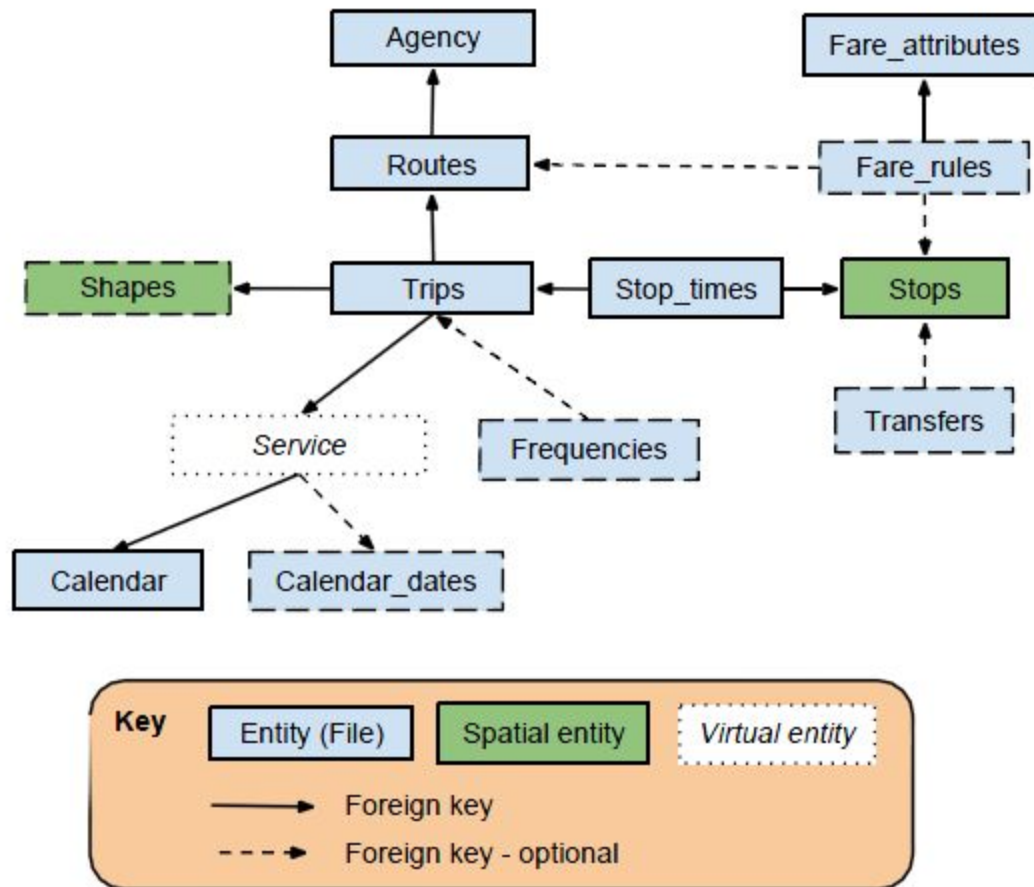 Agency
Fare_attributes
Routes
Fare_rules
Shapes
Trips
Stop_times
Stops
Service
Frequencies
Transfers
Calendar
Calendar_dates
Key
Entity (File)
Spatial entity
Virtual entity
Foreign key
Foreign key - optional